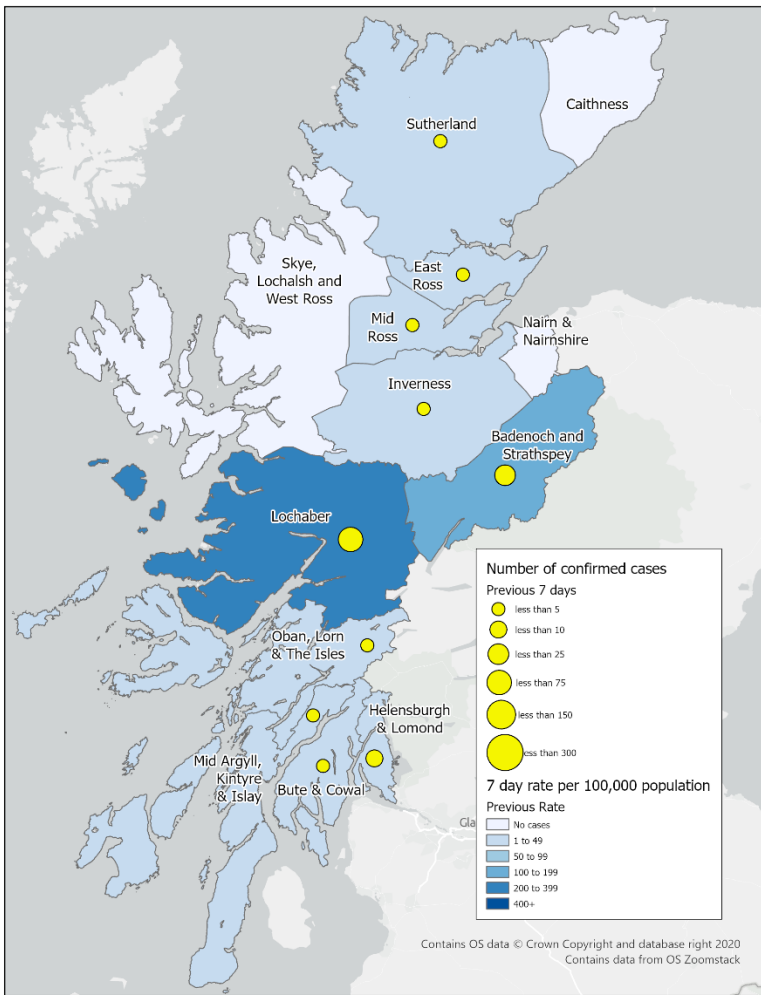 Caithness
Sutherland
Skye,
Lochalsh and
West Ross
East
Ross
Mid
Ross
Nairn &
Nairnshire
Inverness
Badenoch and
Strathspey
Lochaber
Oban, Lorn
& The Isles
Helensburgh
& Lomond
Mid Argyll,
Kintyre
& Islay
Bute & Cowal
Gla
Number of confirmed cases
Previous 7 days
less than 5
less than 10
less than 25
less than 75
less than 150
less than 300
7 day rate per 100,000 population
Previous Rate
No cases
1 to 49
50 to 99
100 to 199
200 to 399
400+
Contains OS data © Crown Copyright and database right 2020
Contains data from OS Zoomstack